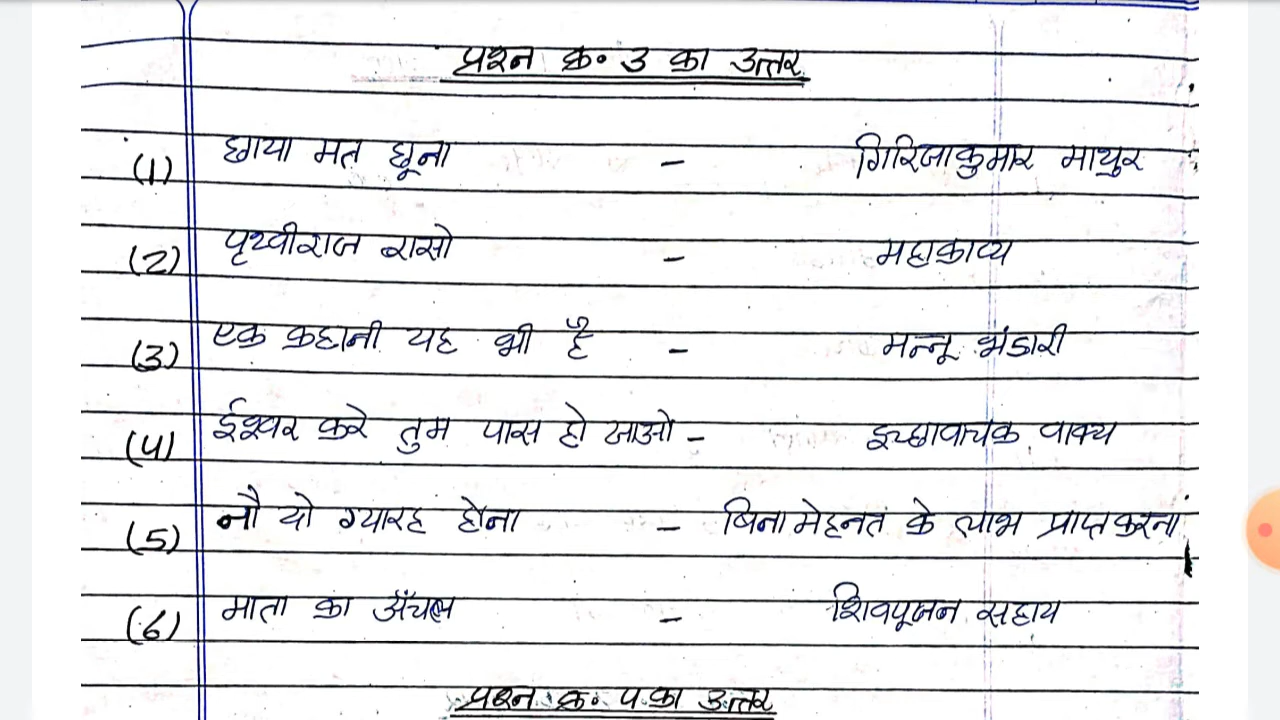 प्रश्न क्र. 3 का उत्तर
(1) छाया मत छूना - गिरिजाकुमार माथुर
(2) पृथ्वीराज रासो - महाकाव्य
(3) एक कहानी यह भी है - मन्नू भंडारी
(4) ईश्वर करे तुम पास हो जाओ - इच्छावाचक वाक्य
(5) नौ दो ग्यारह होना - बिना मेहनत के लाभ प्राप्त करना
(6) माता का अँचल - शिवपूजन सहाय
प्रश्न क्र. 4 का उत्तर